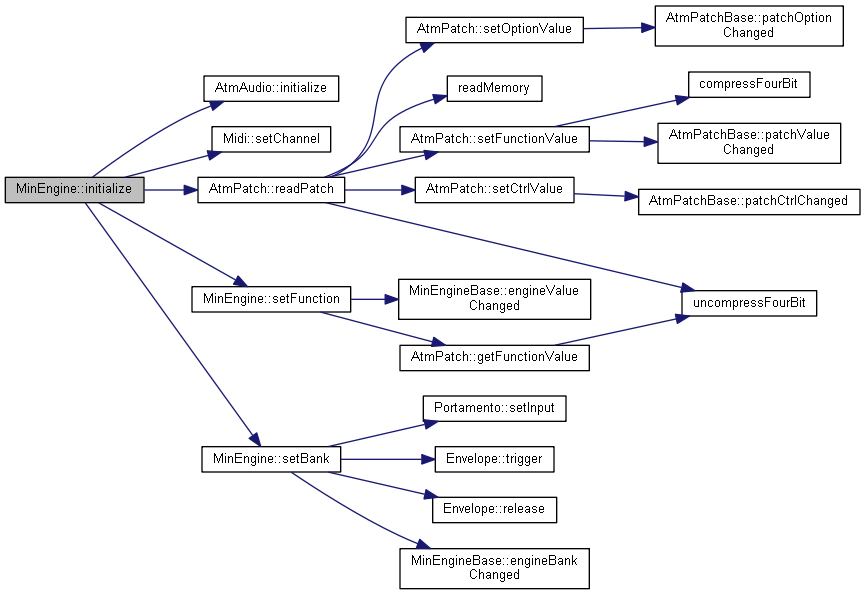 MinEngine::initialize
AtmAudio::initialize
Midi::setChannel
AtmPatch::readPatch
MinEngine::setFunction
MinEngine::setBank
AtmPatch::setOptionValue
readMemory
AtmPatch::setFunctionValue
AtmPatch::setCtrlValue
MinEngineBase::engineValue
Changed
AtmPatch::getFunctionValue
Portamento::setInput
Envelope::trigger
Envelope::release
MinEngineBase::engineBank
Changed
AtmPatchBase::patchOption
Changed
compressFourBit
AtmPatchBase::patchValue
Changed
AtmPatchBase::patchCtrlChanged
uncompressFourBit